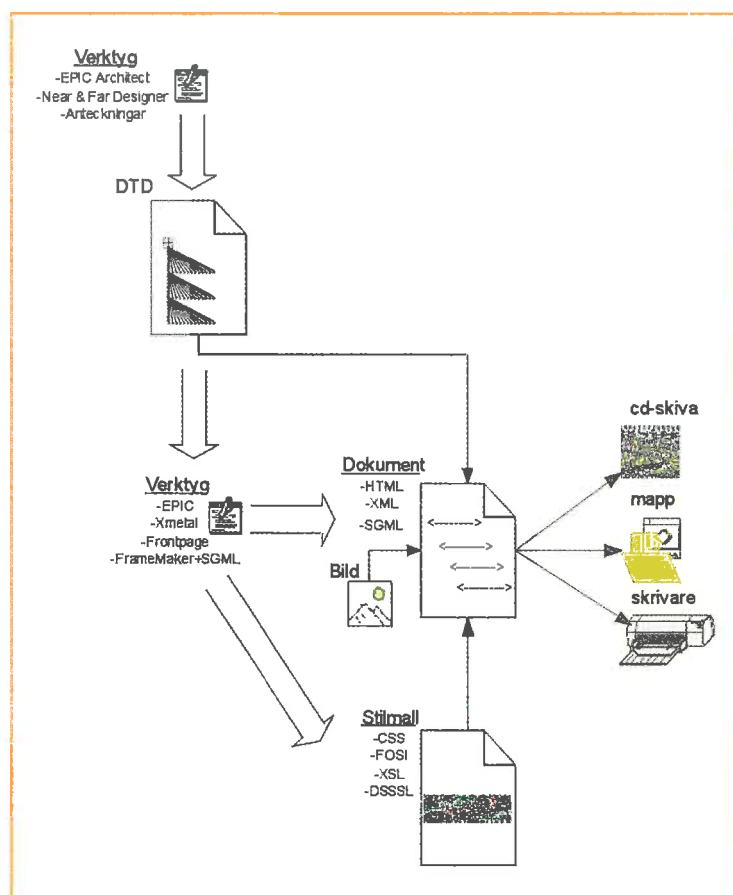 Verktyg
-EPIC Architect
-Near & Far Designer
-Anteckningar
DTD
Verktyg
-EPIC
-Xmetal
-Frontpage
-FrameMaker+SGML
Dokument
-HTML
-XML
-SGML
Bild
cd-skiva
mapp
skrivare
Stilmall
-CSS
-FOSI
-XSL
-DSSSL